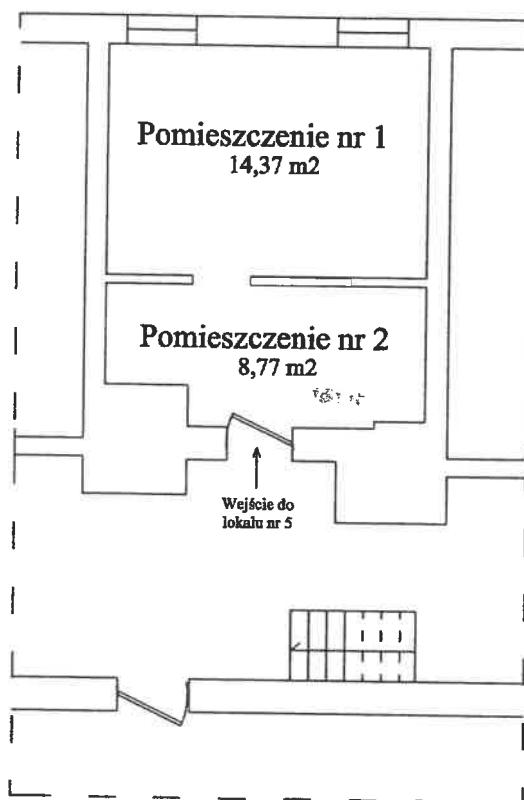 Pomieszczenie nr 1
14,37 m2
Pomieszczenie nr 2
8,77 m2
Wejście do
lokalu nr 5